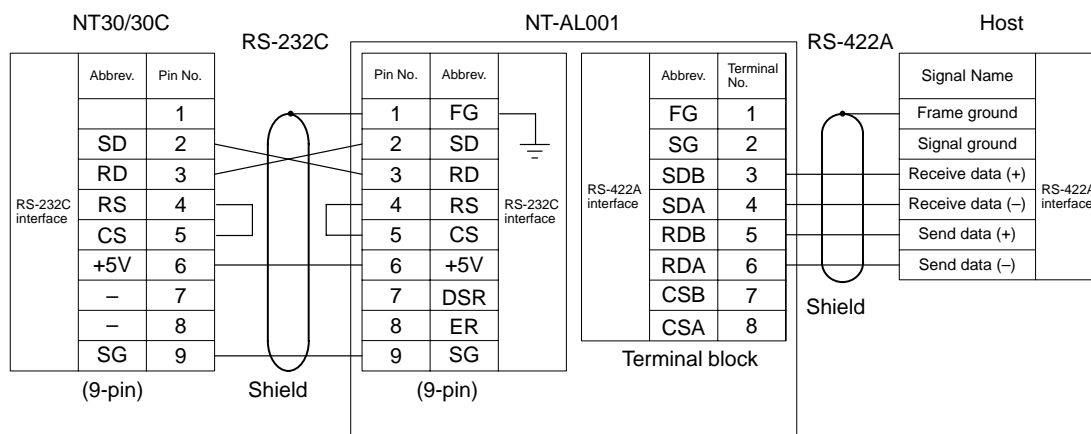 NT30/30C
RS-232C
NT-AL001
RS-422A
Host
RS-232C
interface
Abbrev. Pin No.
1
SD 2
RD 3
RS 4
CS 5
+5V 6
– 7
– 8
SG 9
(9-pin)
Shield
Pin No. Abbrev.
1 FG
2 SD
3 RD
4 RS
5 CS
6 +5V
7 DSR
8 ER
9 SG
RS-232C
interface
(9-pin)
RS-422A
interface
Abbrev. Terminal
No.
FG 1
SG 2
SDB 3
SDA 4
RDB 5
RDA 6
CSB 7
CSA 8
Terminal block
Shield
Signal Name
Frame ground
Signal ground
Receive data (+)
Receive data (–)
Send data (+)
Send data (–)
RS-422A
interface